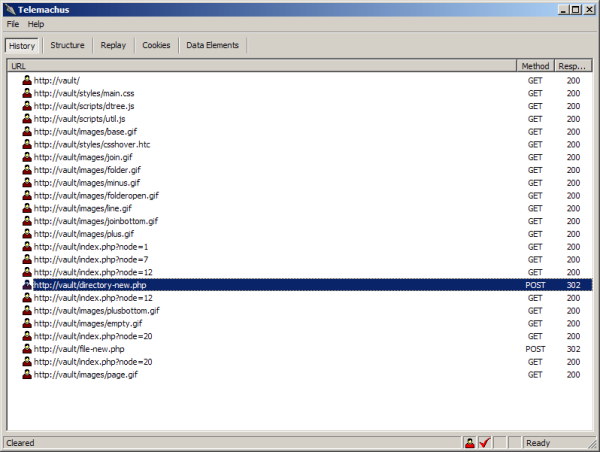 Telemachus
File Help
History Structure Replay Cookies Data Elements
URL Method Resp...
http://vault/ GET 200
http://vault/styles/main.css GET 200
http://vault/scripts/dtree.js GET 200
http://vault/scripts/util.js GET 200
http://vault/images/base.gif GET 200
http://vault/styles/csshover.htc GET 200
http://vault/images/join.gif GET 200
http://vault/images/folder.gif GET 200
http://vault/images/minus.gif GET 200
http://vault/images/folderopen.gif GET 200
http://vault/images/line.gif GET 200
http://vault/images/joinbottom.gif GET 200
http://vault/images/plus.gif GET 200
http://vault/index.php?node=1 GET 200
http://vault/index.php?node=7 GET 200
http://vault/index.php?node=12 GET 200
http://vault/directory-new.php POST 302
http://vault/index.php?node=12 GET 200
http://vault/images/plusbottom.gif GET 200
http://vault/images/empty.gif GET 200
http://vault/index.php?node=20 GET 200
http://vault/file-new.php POST 302
http://vault/index.php?node=20 GET 200
http://vault/images/page.gif GET 200
Cleared Ready